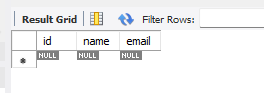 Result Grid Filter Rows:
id name email
NULL NULL NULL